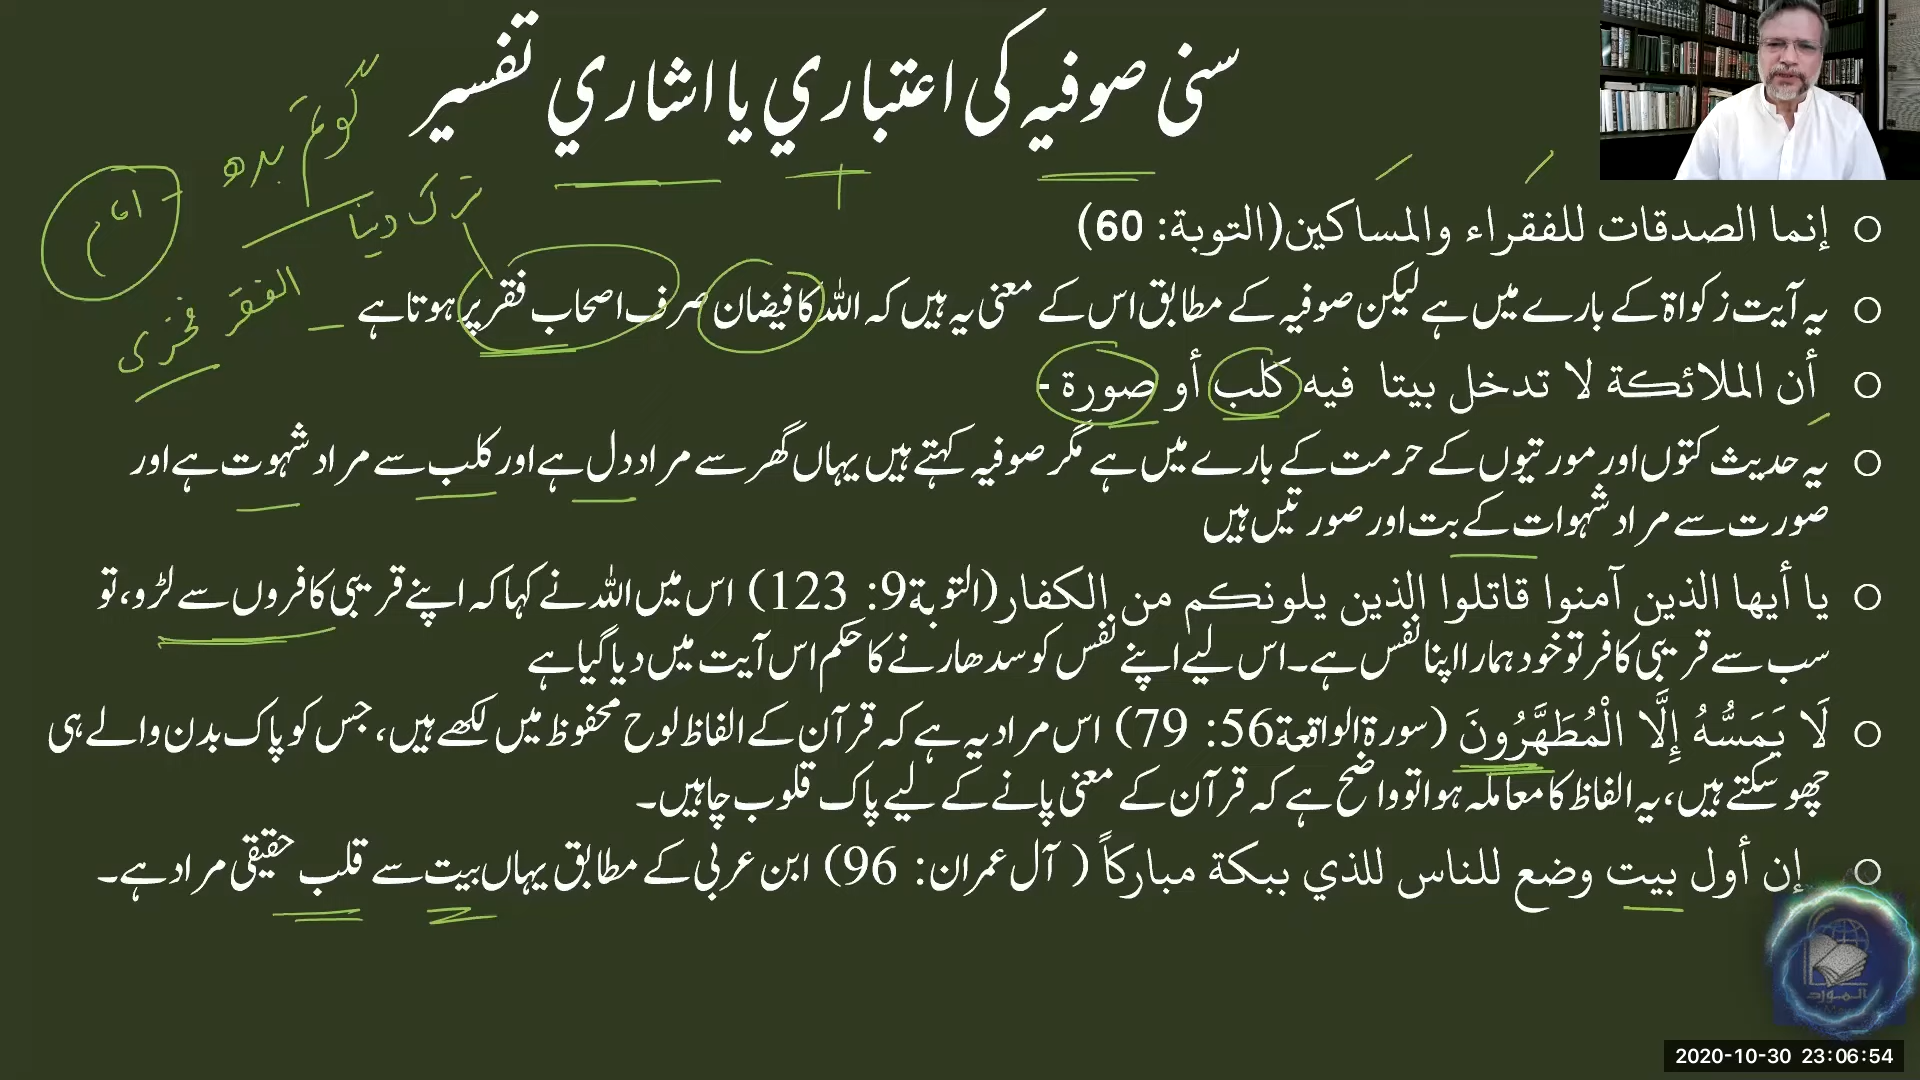 سنی صوفیہ کی اعتباري یا اشاري تفسیر
گوتم بدھ
ترک دنیا
الفقر فخری
إنما الصدقات للفقراء والمساكين(التوبة: 60)
یہ آیت زکواۃ کے بارے میں ہے لیکن صوفیہ کے مطابق اس کے معنی یہ ہیں کہ اللہ کا فیضان صرف اصحاب فقر پر ہوتا ہے
أن الملائكة لا تدخل بيتا فيه كلب أو صورة -
یہ حدیث کتوں اور مورتیوں کے حرمت کے بارے میں ہے مگر صوفیہ کہتے ہیں یہاں گھر سے مراد دل ہے اور کلب سے مراد شہوت ہے اور
صورت سے مراد شہوات کے بت اور صورتیں ہیں
يا أيها الذين آمنوا قاتلوا الذين يلونكم من الكفار(التوبة9: 123) اس میں اللہ نے کہا کہ اپنے قریبی کافروں سے لڑو، تو
سب سے قریبی کافر تو خود ہمارا اپنا نفس ہے۔ اس لیے اپنے نفس کو سدھارنے کا حکم اس آیت میں دیا گیا ہے
لَا يَمَسُّهُ إِلَّا الْمُطَهَّرُونَ (سورة الواقعة56: 79) اس مراد یہ ہے کہ قرآن کے الفاظ لوح محفوظ میں لکھے ہیں، جس کو پاک بدن والے ہی
چھو سکتے ہیں، یہ الفاظ کا معاملہ ہوا تو واضح ہے کہ قرآن کے معنی پانے کے لیے پاک قلوب چاہیں۔
إن أول بيت وضع للناس للذي ببكة مباركاً ( آل عمران: 96) ابن عربی کے مطابق یہاں بیت سے قلب حقیقی مراد ہے۔
المورد
2020-10-30 23:06:54